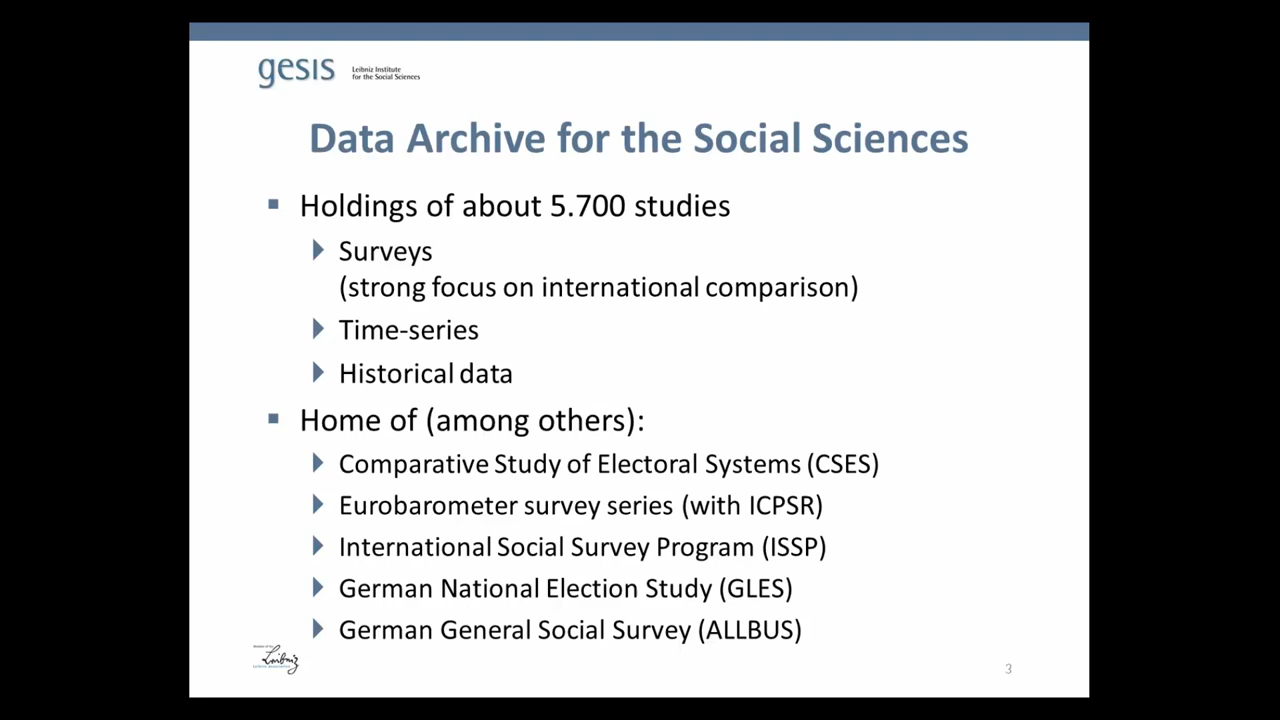 gesis
Leibniz Institute
for the Social Sciences
Data Archive for the Social Sciences
Holdings of about 5.700 studies
Surveys
(strong focus on international comparison)
Time-series
Historical data
Home of (among others):
Comparative Study of Electoral Systems (CSES)
Eurobarometer survey series (with ICPSR)
International Social Survey Program (ISSP)
German National Election Study (GLES)
German General Social Survey (ALLBUS)
Leibniz
3